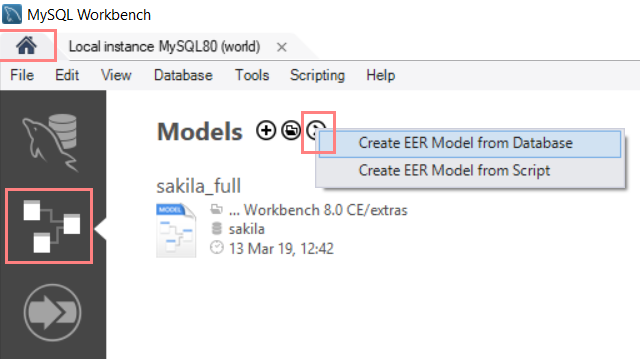 MySQL Workbench
Local instance MySQL80 (world)
File Edit View Database Tools Scripting Help
Models
Create EER Model from Database
Create EER Model from Script
sakila_full
MODEL
... Workbench 8.0 CE/extras
sakila
13 Mar 19, 12:42